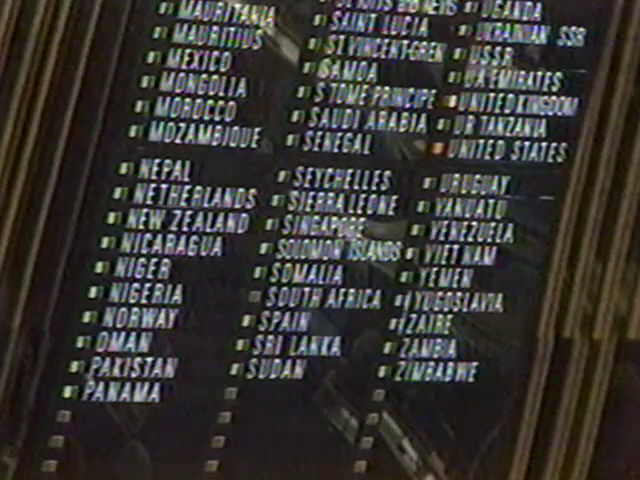 MAURITANIA
MAURITIUS
MEXICO
MONGOLIA
MOROCCO
MOZAMBIQUE
NEPAL
NETHERLANDS
NEW ZEALAND
NICARAGUA
NIGER
NIGERIA
NORWAY
OMAN
PAKISTAN
PANAMA
SAINT LUCIA
ST VINCENT-GREN
SAMOA
S TOME PRINCIPE
SAUDI ARABIA
SENEGAL
SEYCHELLES
SIERRA LEONE
SINGAPORE
SOLOMON ISLANDS
SOMALIA
SOUTH AFRICA
SPAIN
SRI LANKA
SUDAN
UGANDA
UKRAINIAN SSR
USSR
U A EMIRATES
UNITED KINGDOM
UR TANZANIA
UNITED STATES
URUGUAY
VANUATU
VENEZUELA
VIET NAM
YEMEN
YUGOSLAVIA
ZAIRE
ZAMBIA
ZIMBABWE